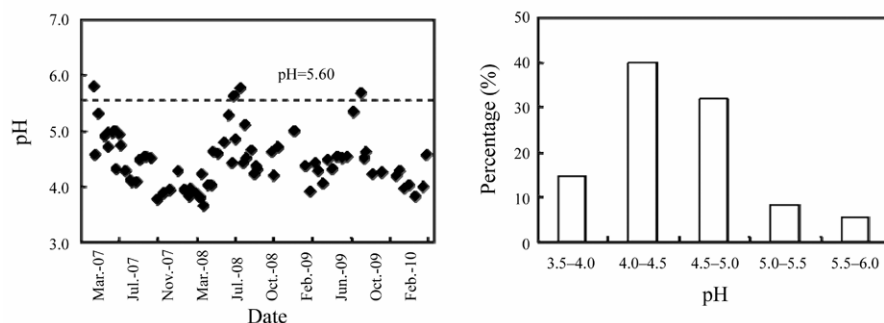 7.0
6.0
5.0
4.0
3.0
pH
pH=5.60
Mar.-07
Jul.-07
Nov.-07
Mar.-08
Jul.-08
Oct.-08
Feb.-09
Jun.-09
Oct.-09
Feb.-10
Date
50
40
30
20
10
0
Percentage (%)
3.5–4.0
4.0–4.5
4.5–5.0
5.0–5.5
5.5–6.0
pH